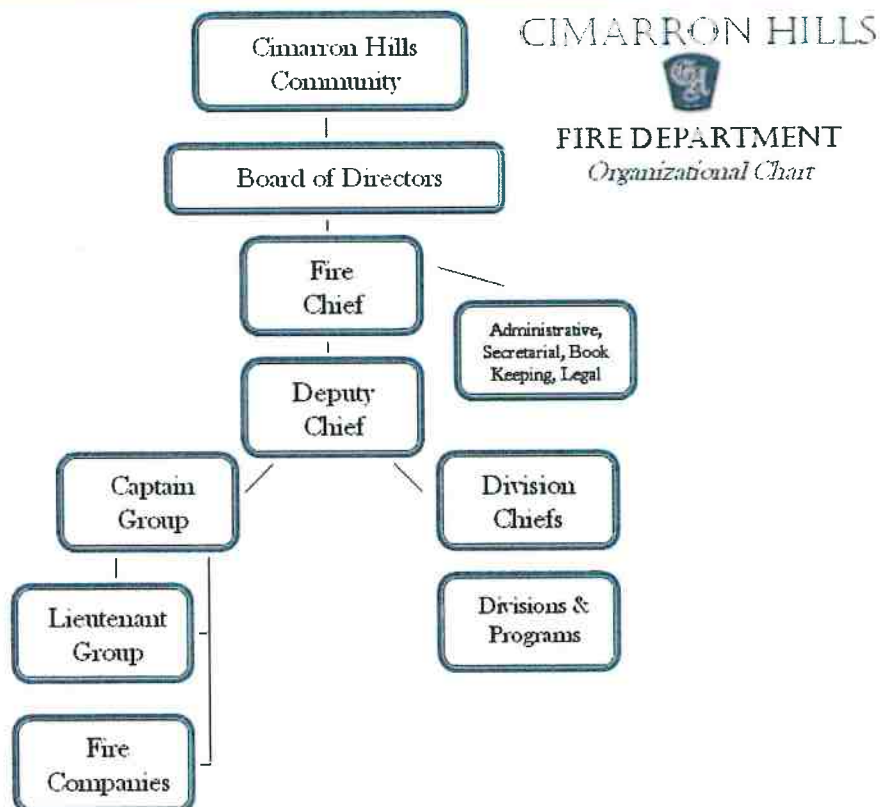 Cimarron Hills
Community
CIMARRON HILLS
FIRE DEPARTMENT
Organizational Chart
Board of Directors
Fire
Chief
Administrative,
Secretarial, Book
Keeping, Legal
Deputy
Chief
Captain
Group
Division
Chiefs
Lieutenant
Group
Divisions &
Programs
Fire
Companies